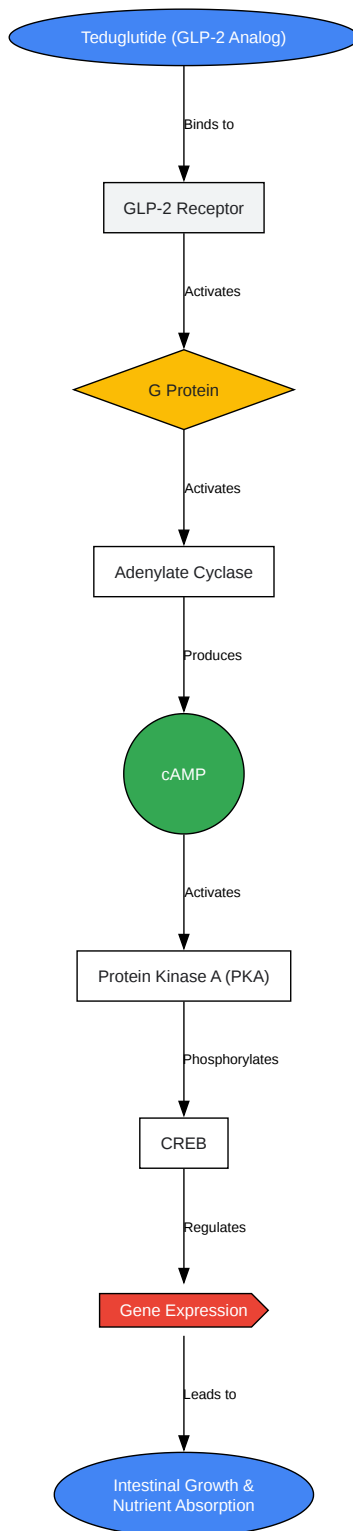 Teduglutide (GLP-2 Analog)
Binds to
GLP-2 Receptor
Activates
G Protein
Activates
Adenylate Cyclase
Produces
cAMP
Activates
Protein Kinase A (PKA)
Phosphorylates
CREB
Regulates
Gene Expression
Leads to
Intestinal Growth &
Nutrient Absorption